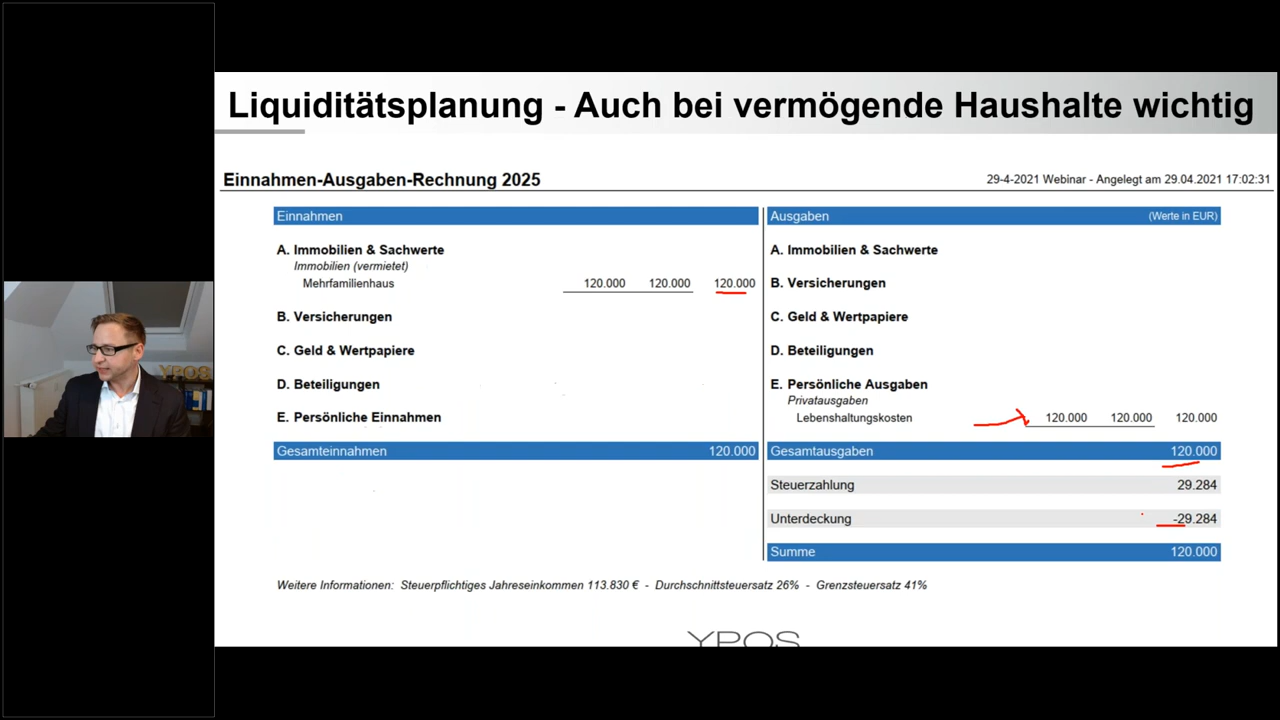 Liquiditätsplanung - Auch bei vermögende Haushalte wichtig
Einnahmen-Ausgaben-Rechnung 2025
29-4-2021 Webinar - Angelegt am 29.04.2021 17:02:31
Einnahmen
A. Immobilien & Sachwerte
Immobilien (vermietet)
Mehrfamilienhaus 120.000 120.000 120.000
B. Versicherungen
C. Geld & Wertpapiere
D. Beteiligungen
E. Persönliche Einnahmen
Gesamteinnahmen 120.000
Ausgaben (Werte in EUR)
A. Immobilien & Sachwerte
B. Versicherungen
C. Geld & Wertpapiere
D. Beteiligungen
E. Persönliche Ausgaben
Privatausgaben
Lebenshaltungskosten 120.000 120.000 120.000
Gesamtausgaben 120.000
Steuerzahlung 29.284
Unterdeckung -29.284
Summe 120.000
Weitere Informationen: Steuerpflichtiges Jahreseinkommen 113.830 € - Durchschnittsteuersatz 26% - Grenzsteuersatz 41%
YPOS
YPOS